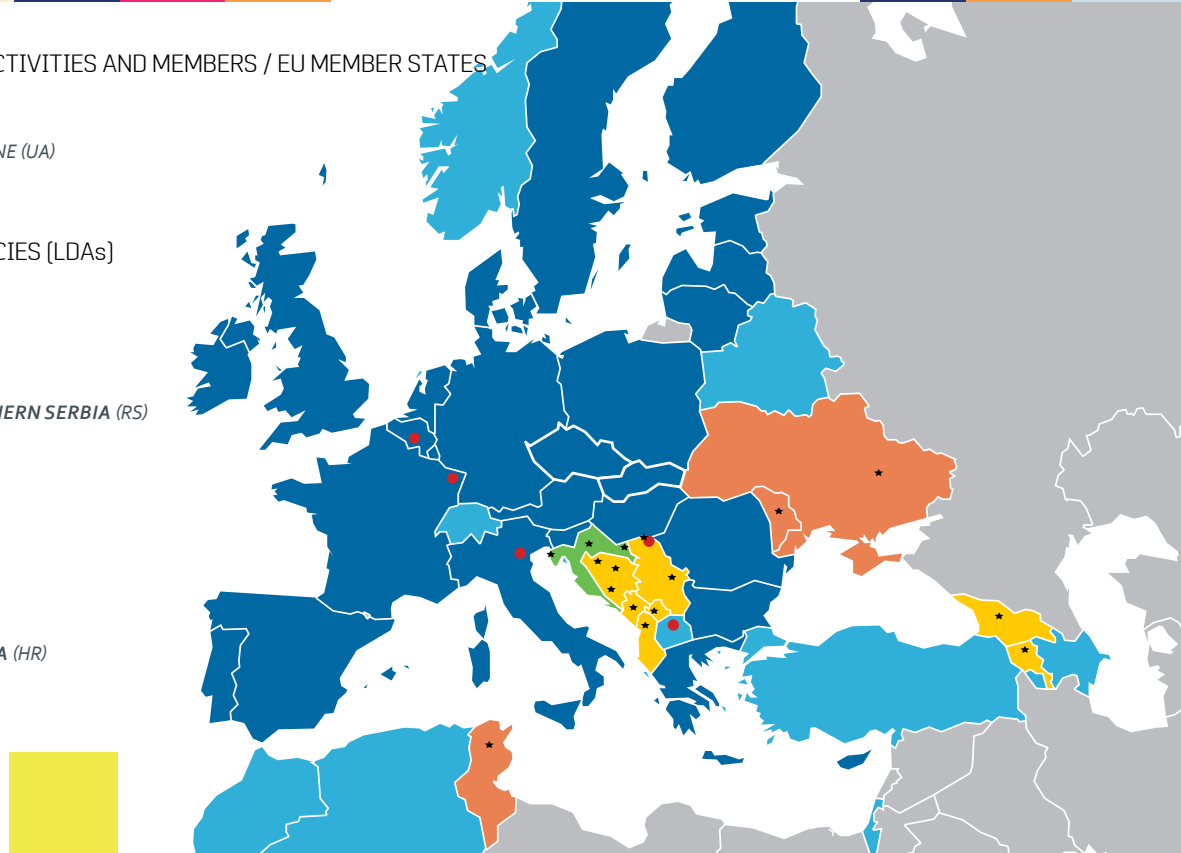 CTIVITIES AND MEMBERS / EU MEMBER STATES
NE (UA)
CIES (LDAs)
HERN SERBIA (RS)
A (HR)